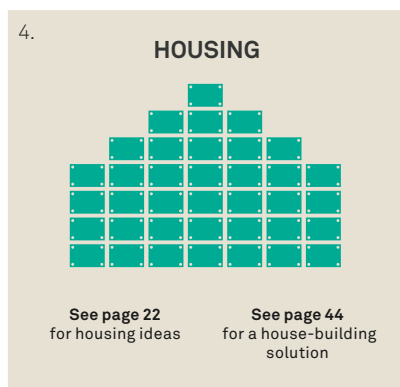 4.
HOUSING
See page 22
for housing ideas
See page 44
for a house-building
solution